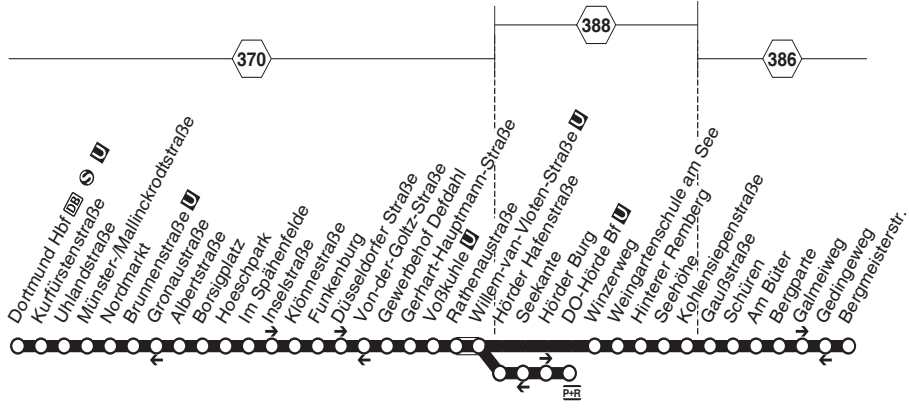 388
370
386
Dortmund Hbf DB S U
Kurfürstenstraße
Uhlandstraße
Münster-/Mallinckrodtstraße
Nordmarkt
Brunnenstraße U
Gronaustraße
Albertstraße
Borsigplatz
Hoeschpark
Im Spähenfelde
Inselstraße
Könnestraße
Funkenburg
Düsseldorfer Straße
Von-der-Goltz-Straße
Gewerbehof Defdahl
Gerhart-Hauptmann-Straße
Voßkuhle U
Rathenaustraße
Willem-van-Vloten-Straße U
Hörder Hafenstraße
Seekante
Hörder Burg
DO-Hörde Bf U
Winzerweg
Weingartenschule am See
Hinterer Remberg
Seehöhe
Kohlensiepenstraße
Gaußstraße
Schüren
Am Büter
Bergparte
Galmeiweg
Gedingeweg
Bergmeisterstr.
P+R